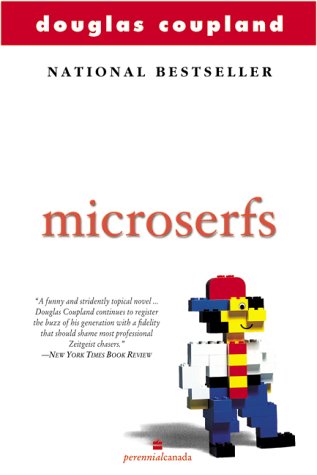 douglas coupland
NATIONAL BESTSELLER
microserfs
“A funny and stridently topical novel ...
Douglas Coupland continues to register
the buzz of his generation with a fidelity
that should shame most professional
Zeitgeist chasers.”
—NEW YORK TIMES BOOK REVIEW
perennialcanada